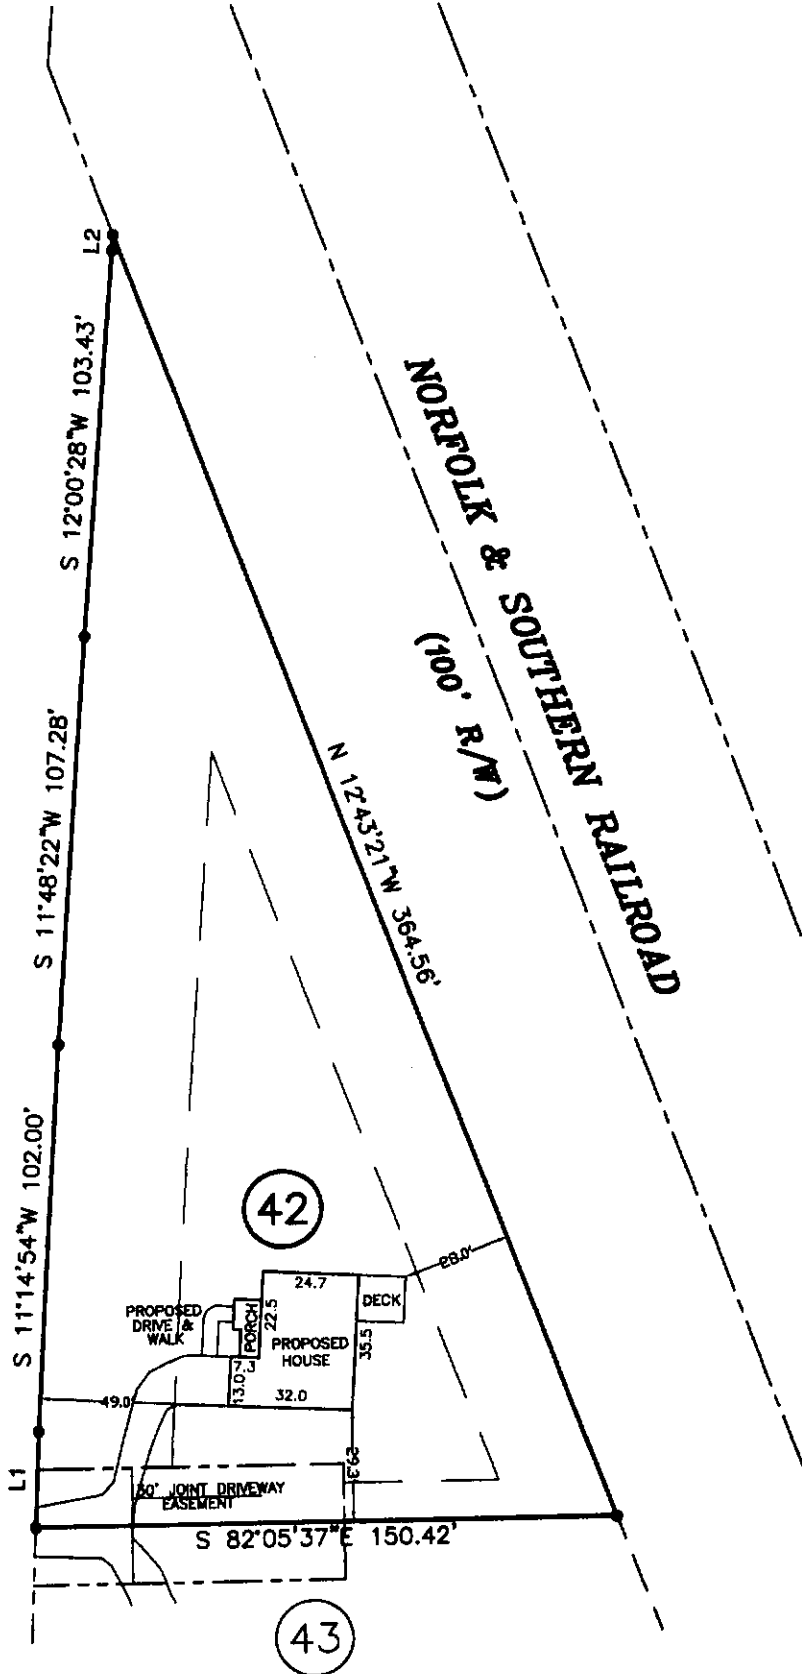 L2
S 12°00'28"W 103.43'
NORFOLK & SOUTHERN RAILROAD
(100' R/W)
S 11°48'22"W 107.28'
N 12°43'21"W 364.56'
S 11°14'54"W 102.00'
42
28.0'
24.7
DECK
PROPOSED
DRIVE &
WALK
PORCH
22.5
PROPOSED
HOUSE
35.5
7.3
13.0
32.0
49.0
29.3
L1
30' JOINT DRIVEWAY
EASEMENT
S 82°05'37"E 150.42'
43